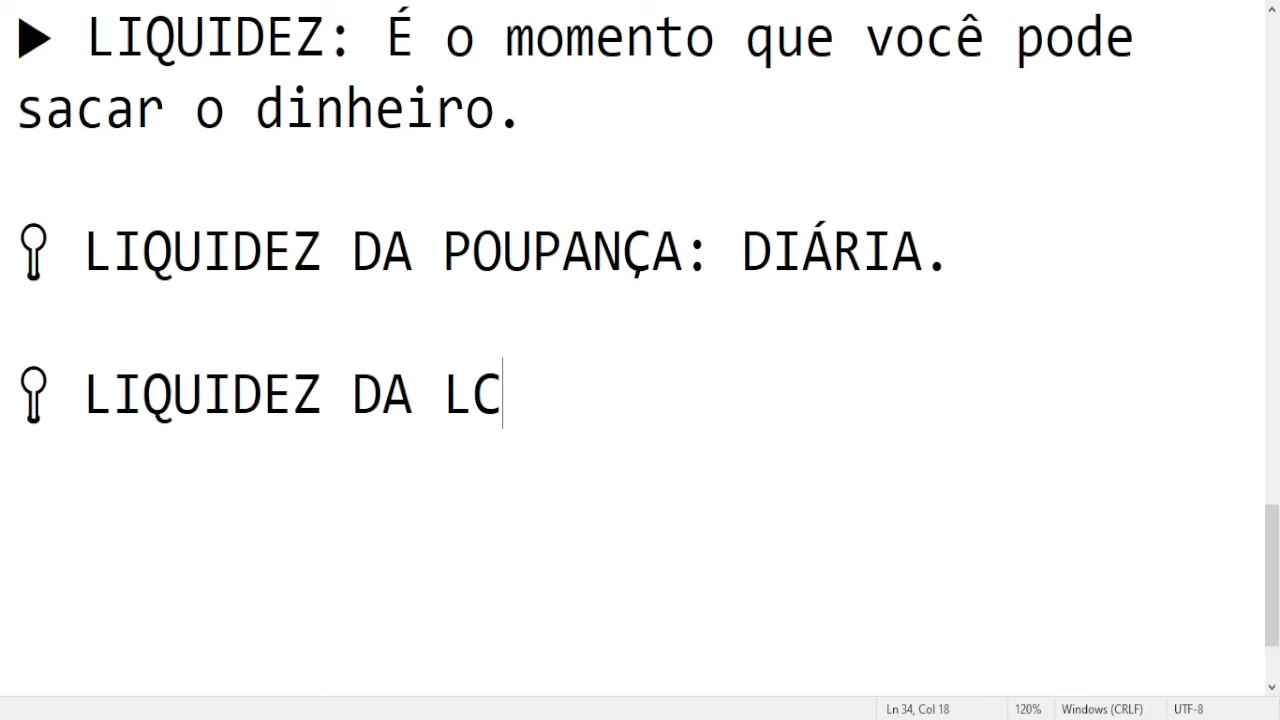 ▶ LIQUIDEZ: É o momento que você pode
sacar o dinheiro.
LIQUIDEZ DA POUPANÇA: DIÁRIA.
LIQUIDEZ DA LC
Ln 34, Col 18 120% Windows (CRLF) UTF-8